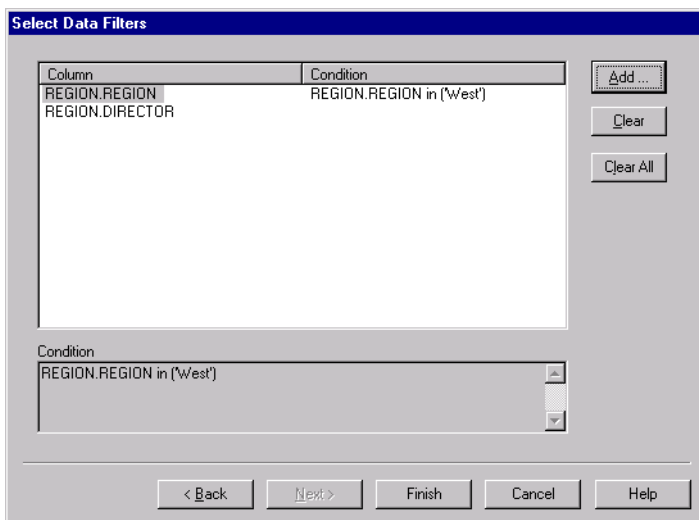 Select Data Filters
Column Condition
REGION.REGION REGION.REGION in ('West')
REGION.DIRECTOR
Add ...
Clear
Clear All
Condition
REGION.REGION in ('West')
< Back Next > Finish Cancel Help